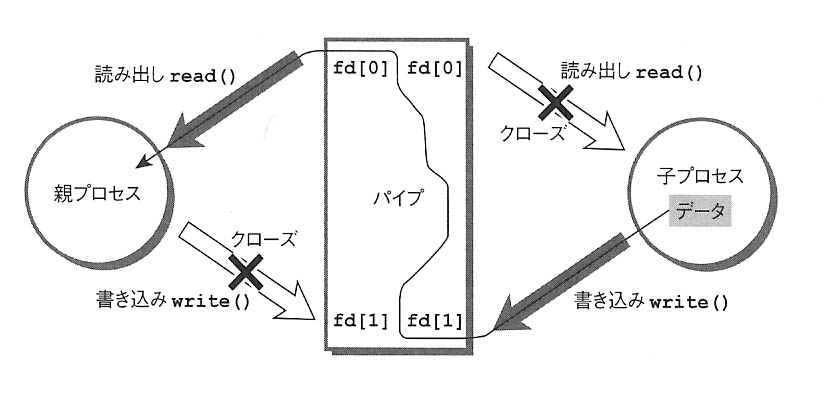 読み出し read()
fd[0]
fd[0]
読み出し read()
クローズ
親プロセス
パイプ
子プロセス
データ
クローズ
書き込み write()
fd[1]
fd[1]
書き込み write()